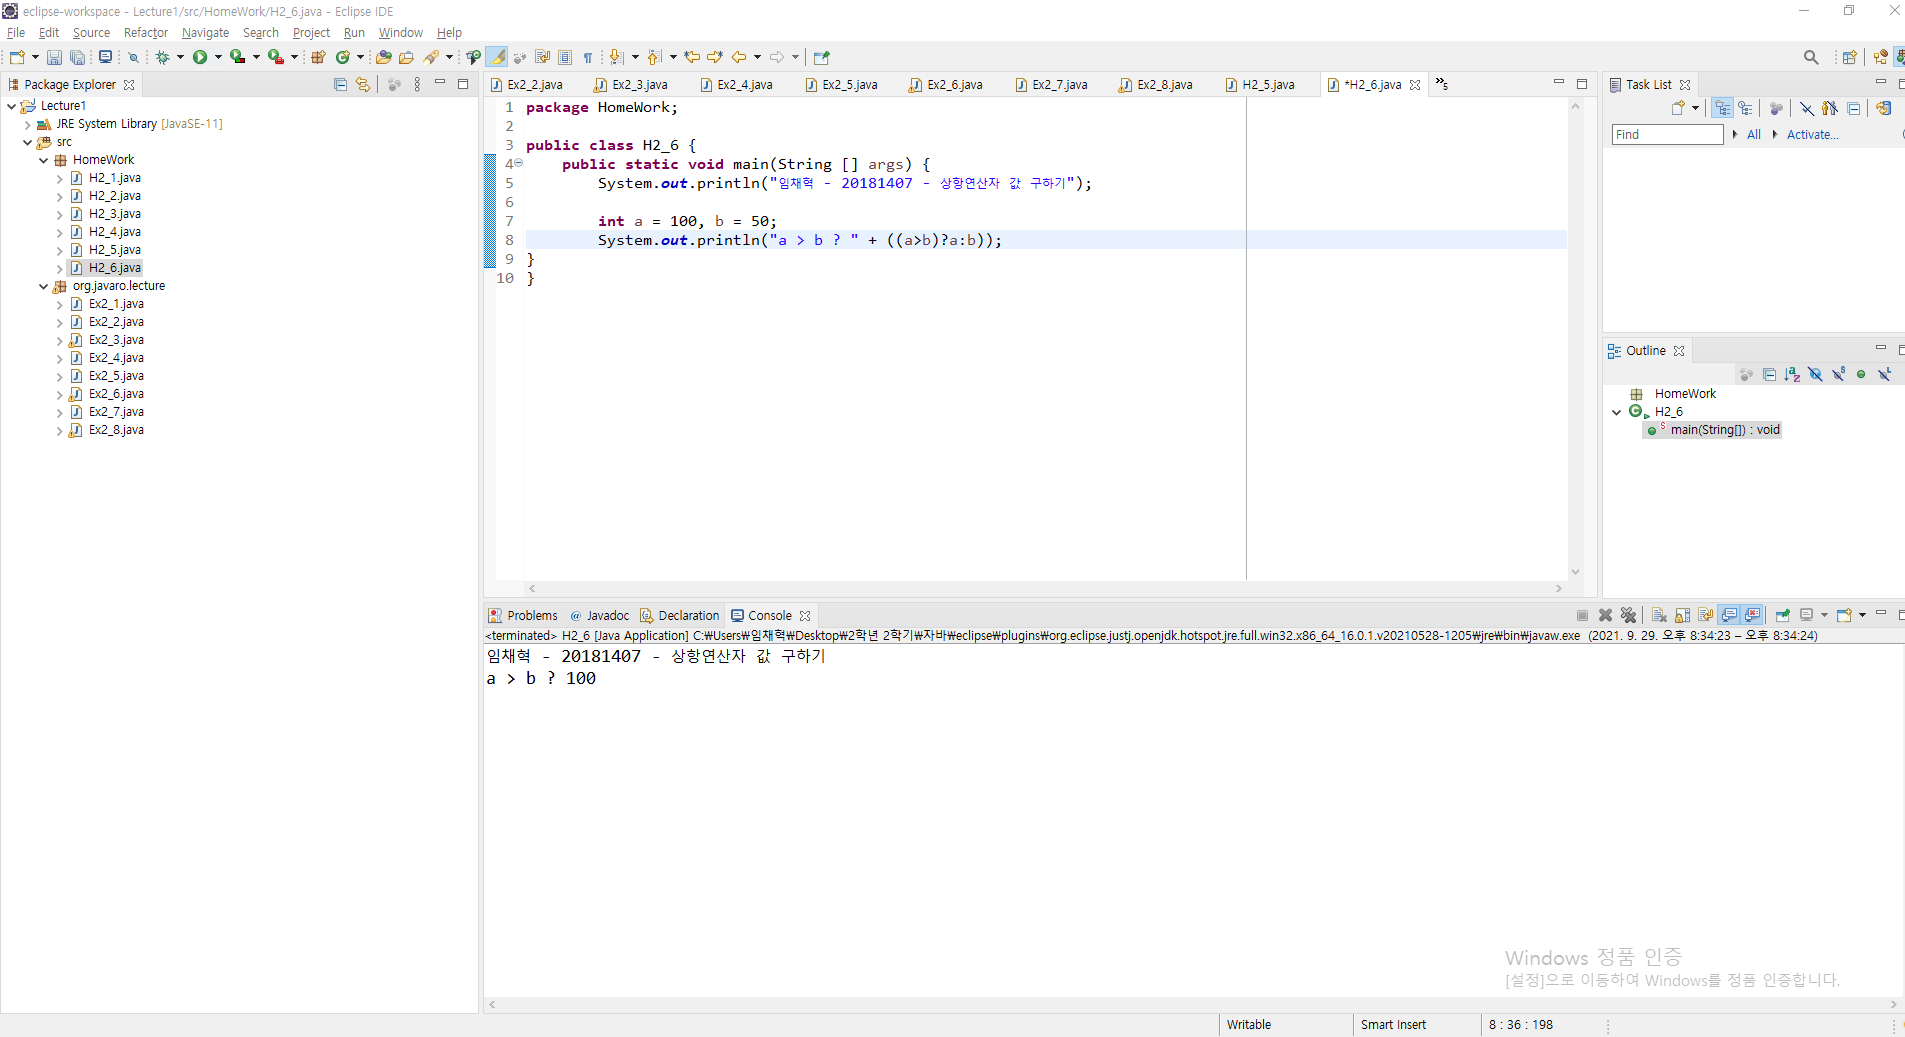 eclipse-workspace - Lecture1/src/HomeWork/H2_6.java - Eclipse IDE
File Edit Source Refactor Navigate Search Project Run Window Help
Package Explorer
Lecture1
JRE System Library [JavaSE-11]
src
HomeWork
H2_1.java
H2_2.java
H2_3.java
H2_4.java
H2_5.java
H2_6.java
org.javaro.lecture
Ex2_1.java
Ex2_2.java
Ex2_3.java
Ex2_4.java
Ex2_5.java
Ex2_6.java
Ex2_7.java
Ex2_8.java
Ex2_2.java Ex2_3.java Ex2_4.java Ex2_5.java Ex2_6.java Ex2_7.java Ex2_8.java H2_5.java *H2_6.java »5
1 package HomeWork;
2
3 public class H2_6 {
4 public static void main(String [] args) {
5 System.out.println("임채혁 - 20181407 - 상항연산자 값 구하기");
6
7 int a = 100, b = 50;
8 System.out.println("a > b ? " + ((a>b)?a:b));
9 }
10 }
Task List
Find All Activate...
Outline
HomeWork
H2_6
main(String[]) : void
Problems @ Javadoc Declaration Console
<terminated> H2_6 [Java Application] C:₩Users₩임채혁₩Desktop₩2학년 2학기₩자바₩eclipse₩plugins₩org.eclipse.justj.openjdk.hotspot.jre.full.win32.x86_64_16.0.1.v20210528-1205₩jre₩bin₩javaw.exe (2021. 9. 29. 오후 8:34:23 – 오후 8:34:24)
임채혁 - 20181407 - 상항연산자 값 구하기
a > b ? 100
Windows 정품 인증
[설정]으로 이동하여 Windows를 정품 인증합니다.
Writable Smart Insert 8 : 36 : 198